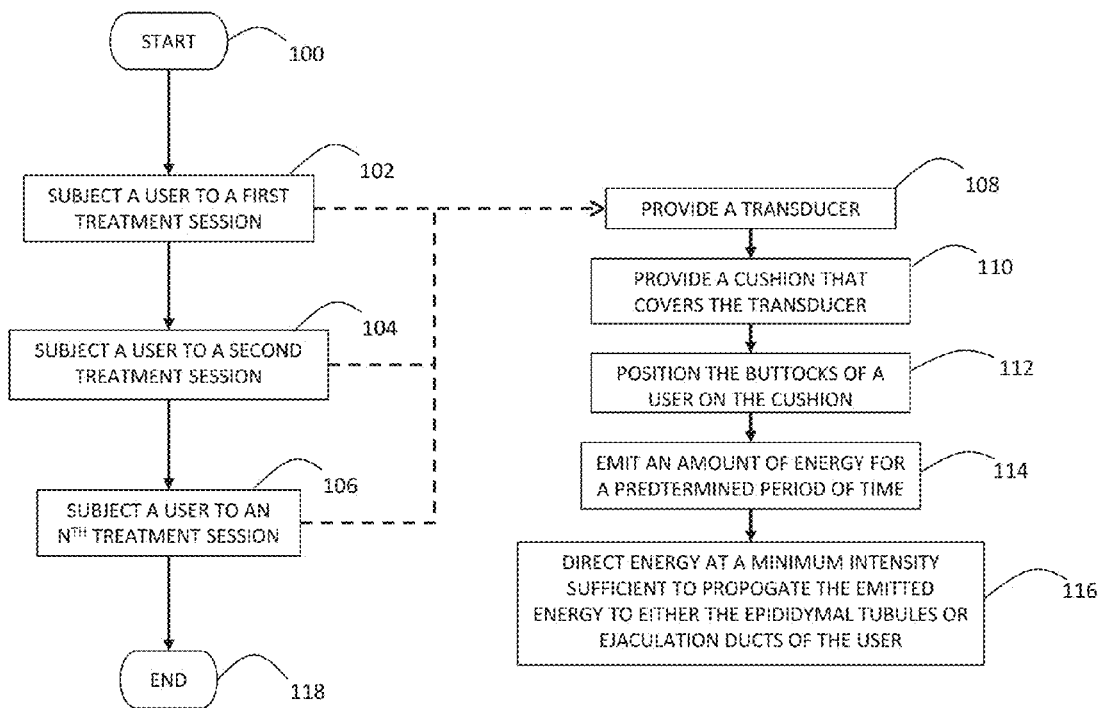 START
100
102
SUBJECT A USER TO A FIRST
TREATMENT SESSION
104
SUBJECT A USER TO A SECOND
TREATMENT SESSION
106
SUBJECT A USER TO AN
NTH TREATMENT SESSION
END
118
108
PROVIDE A TRANSDUCER
110
PROVIDE A CUSHION THAT
COVERS THE TRANSDUCER
112
POSITION THE BUTTOCKS OF A
USER ON THE CUSHION
EMIT AN AMOUNT OF ENERGY FOR
A PREDTERMINED PERIOD OF TIME
114
DIRECT ENERGY AT A MINIMUM INTENSITY
SUFFICIENT TO PROPOGATE THE EMITTED
ENERGY TO EITHER THE EPIDIDYMAL TUBULES OR
EJACULATION DUCTS OF THE USER
116